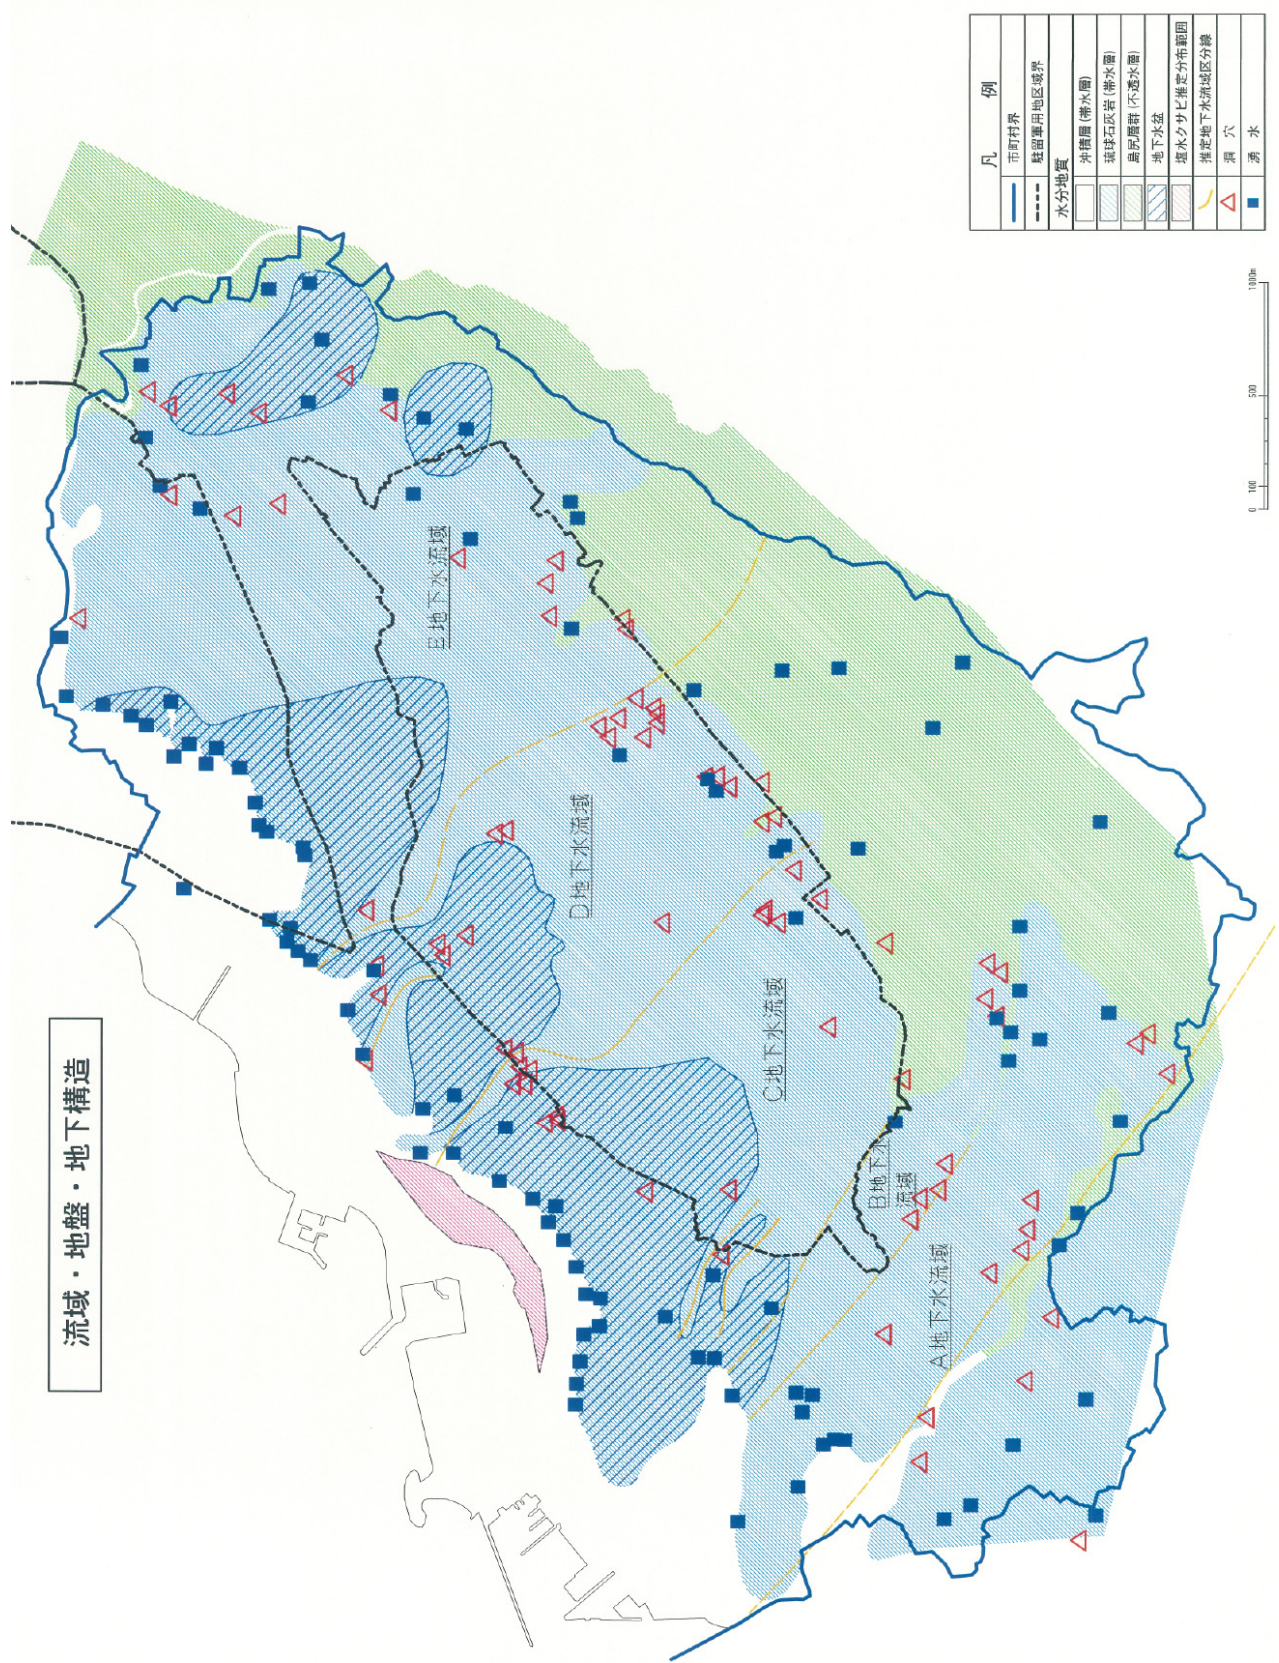 流域・地盤・地下構造
凡 例
市町村界
駐留軍用地区域界
水分地質
沖積層(帯水層)
琉球石灰岩(帯水層)
島尻層群(不透水層)
地下水盆
塩水クサビ推定分布範囲
推定地下水流域区分線
洞 穴
湧 水
0 100 500 1000m
E地下水流域
D地下水流域
C地下水流域
B地下水
流域
A地下水流域